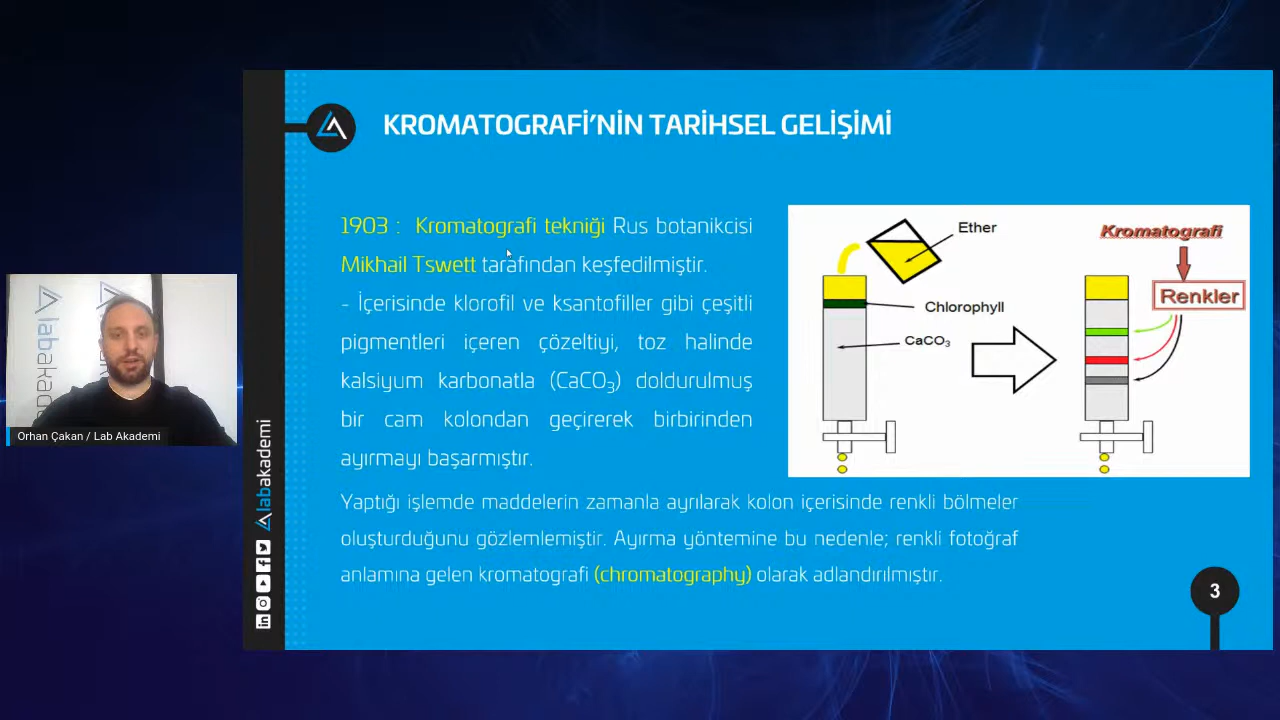 KROMATOGRAFİ’NİN TARİHSEL GELİŞİMİ
1903 : Kromatografi tekniği Rus botanikcisi
Mikhail Tswett tarafından keşfedilmiştir.
- İçerisinde klorofil ve ksantofiller gibi çeşitli
pigmentleri içeren çözeltiyi, toz halinde
kalsiyum karbonatla (CaCO₃) doldurulmuş
bir cam kolondan geçirerek birbirinden
ayırmayı başarmıştır.
Yaptığı işlemde maddelerin zamanla ayrılarak kolon içerisinde renkli bölmeler
oluşturduğunu gözlemlemiştir. Ayırma yöntemine bu nedenle; renkli fotoğraf
anlamına gelen kromatografi (chromatography) olarak adlandırılmıştır.
Ether
Chlorophyll
CaCO₃
Kromatografi
Renkler
3
labakademi
labakade
Orhan Çakan / Lab Akademi